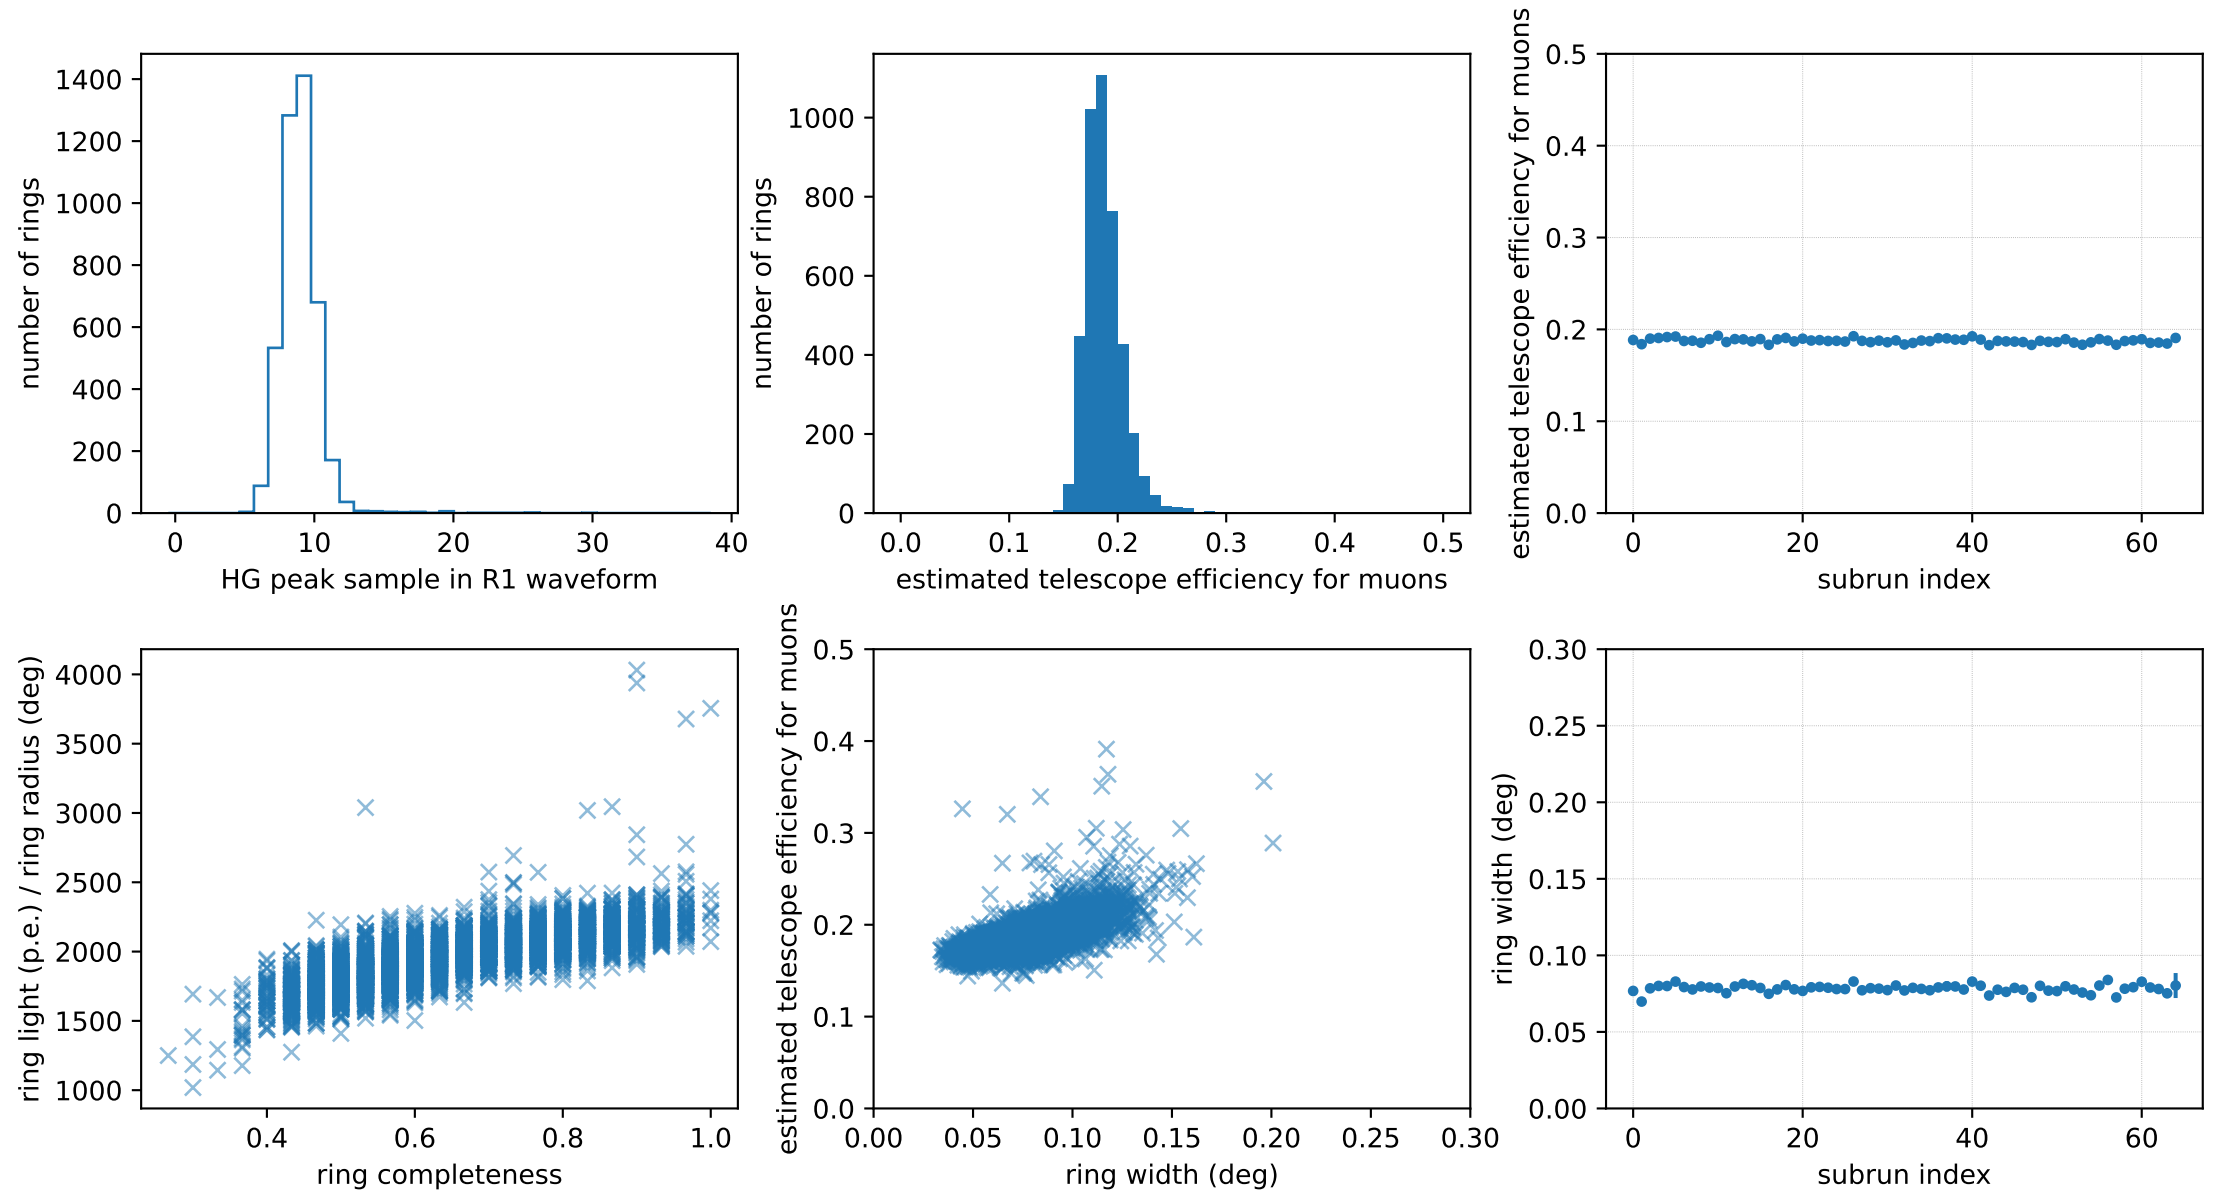 number of rings
1400
1200
1000
800
600
400
200
0
0 10 20 30 40
HG peak sample in R1 waveform
number of rings
1000
800
600
400
200
0
0.0 0.1 0.2 0.3 0.4 0.5
estimated telescope efficiency for muons
estimated telescope efficiency for muons
0.5
0.4
0.3
0.2
0.1
0.0
0 20 40 60
subrun index
ring light (p.e.) / ring radius (deg)
4000
3500
3000
2500
2000
1500
1000
0.4 0.6 0.8 1.0
ring completeness
estimated telescope efficiency for muons
0.5
0.4
0.3
0.2
0.1
0.0
0.00 0.05 0.10 0.15 0.20 0.25 0.30
ring width (deg)
ring width (deg)
0.30
0.25
0.20
0.15
0.10
0.05
0.00
0 20 40 60
subrun index